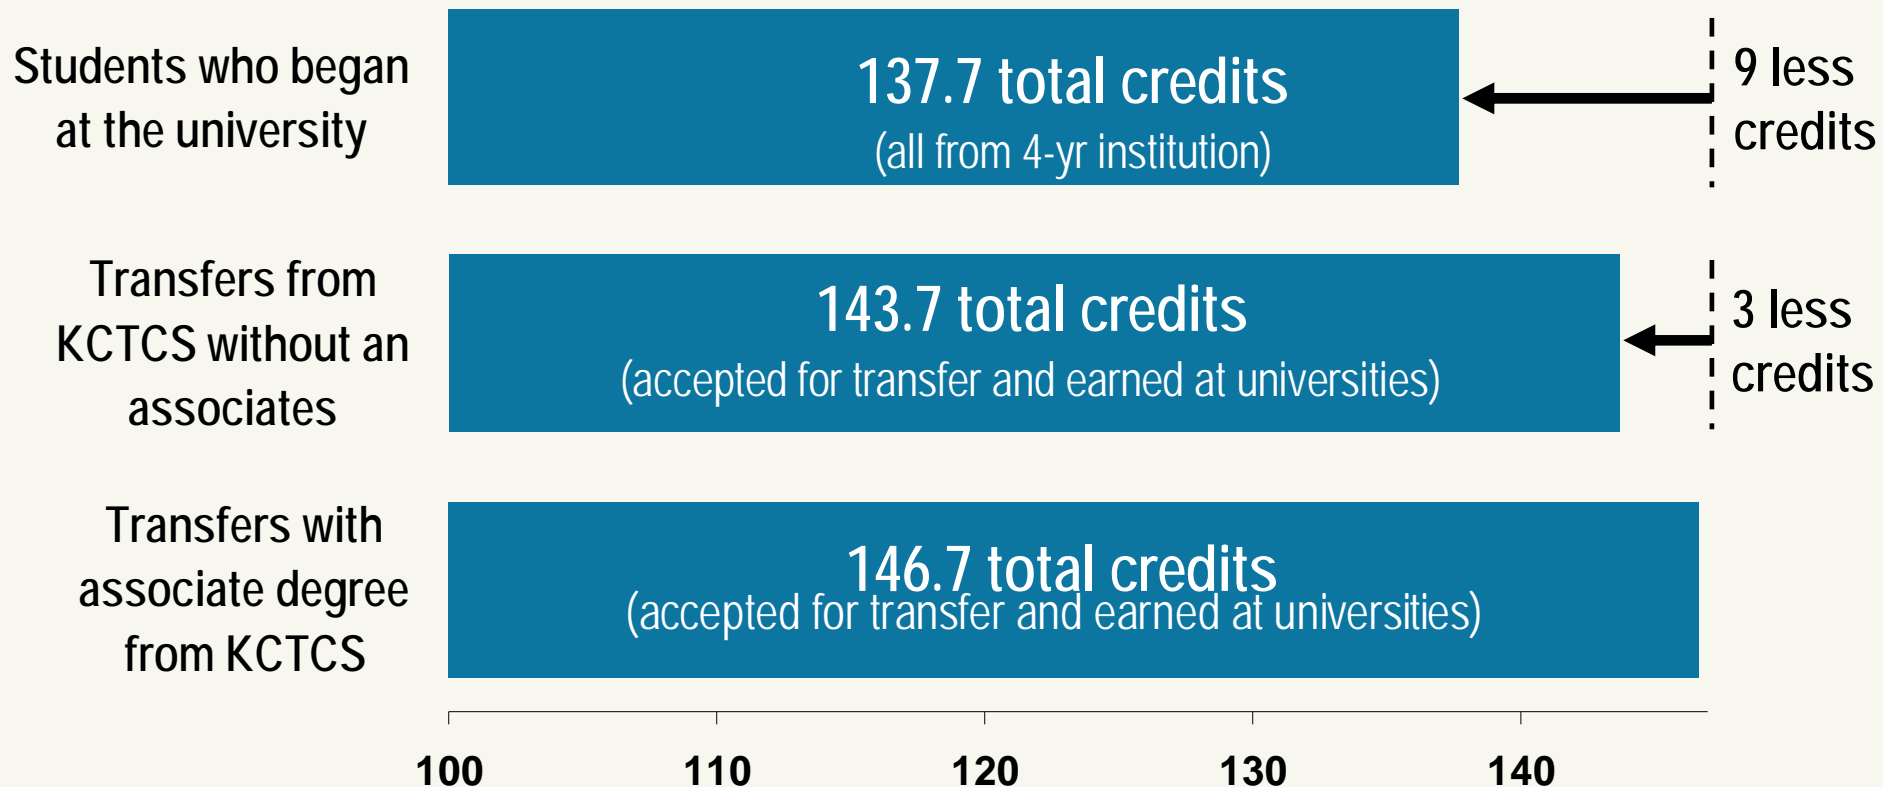 Students who began
at the university
137.7 total credits
(all from 4-yr institution)
9 less
credits
Transfers from
KCTCS without an
associates
143.7 total credits
(accepted for transfer and earned at universities)
3 less
credits
Transfers with
associate degree
from KCTCS
146.7 total credits
(accepted for transfer and earned at universities)
100 110 120 130 140